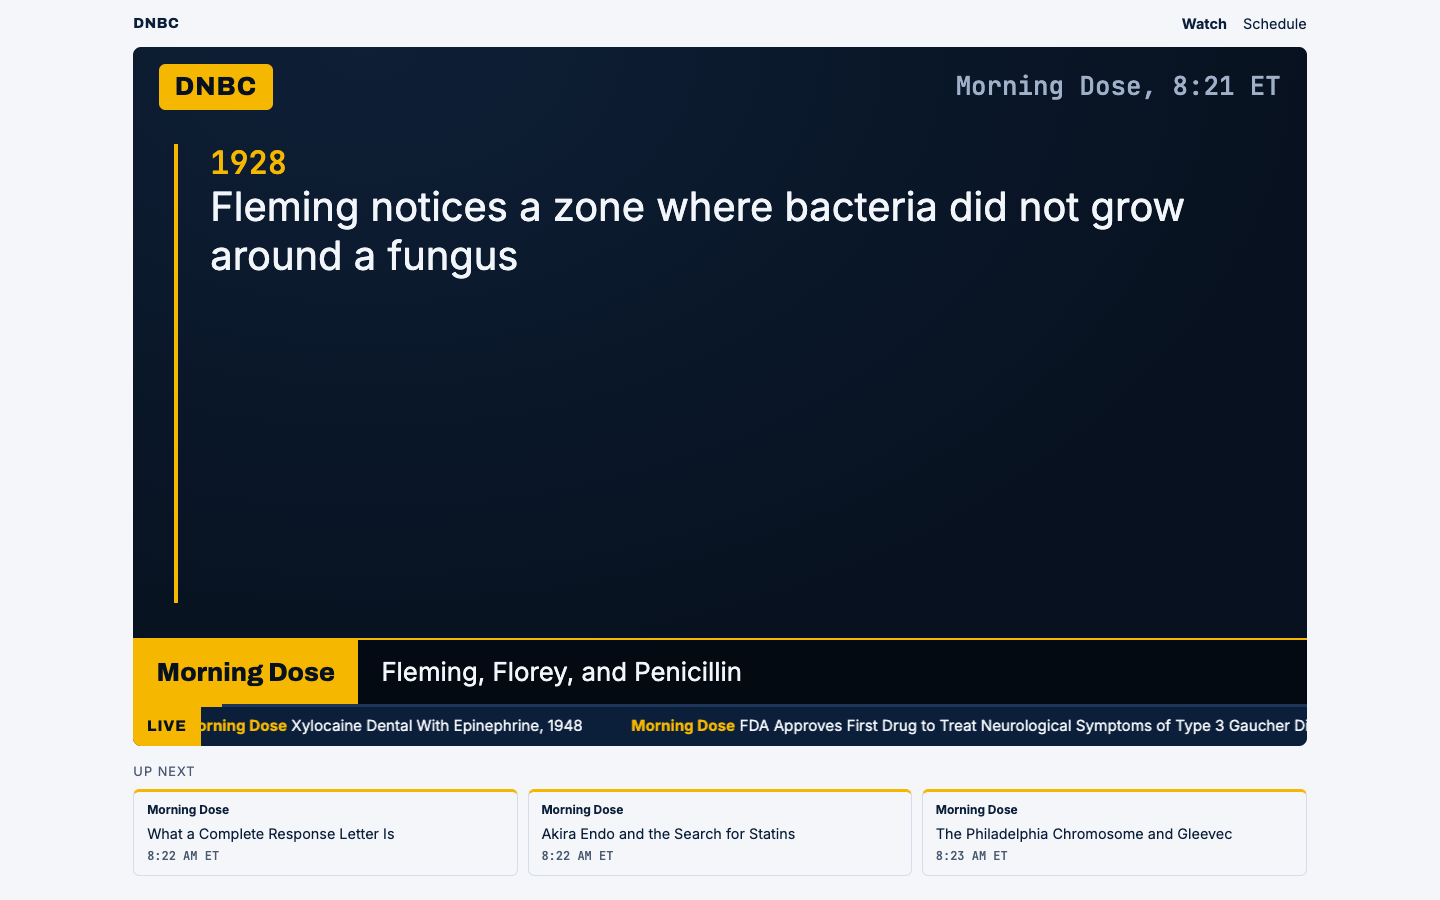 DNBC
Watch Schedule
DNBC
Morning Dose, 8:21 ET
1928
Fleming notices a zone where bacteria did not grow
around a fungus
Morning Dose
Fleming, Florey, and Penicillin
LIVE
orning Dose Xylocaine Dental With Epinephrine, 1948
Morning Dose FDA Approves First Drug to Treat Neurological Symptoms of Type 3 Gaucher Di
UP NEXT
Morning Dose
What a Complete Response Letter Is
8:22 AM ET
Morning Dose
Akira Endo and the Search for Statins
8:22 AM ET
Morning Dose
The Philadelphia Chromosome and Gleevec
8:23 AM ET